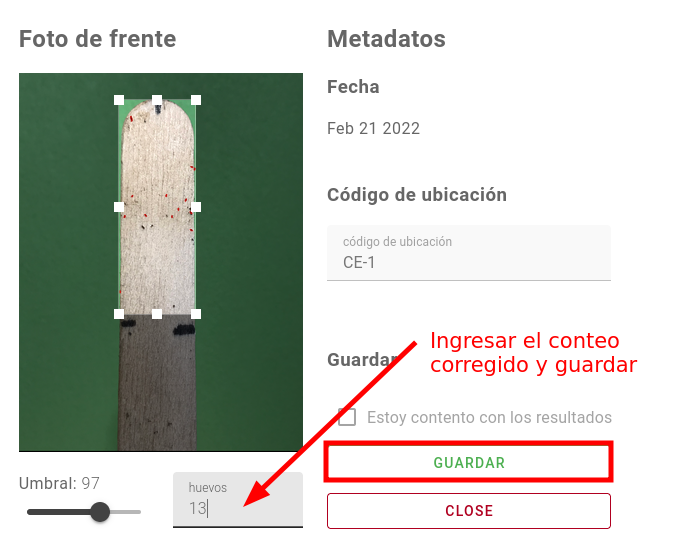 Foto de frente
Metadatos
Fecha
Feb 21 2022
Código de ubicación
código de ubicación
CE-1
Ingresar el conteo
corregido y guardar
Guardar
Estoy contento con los resultados
GUARDAR
Umbral: 97
huevos
13
CLOSE